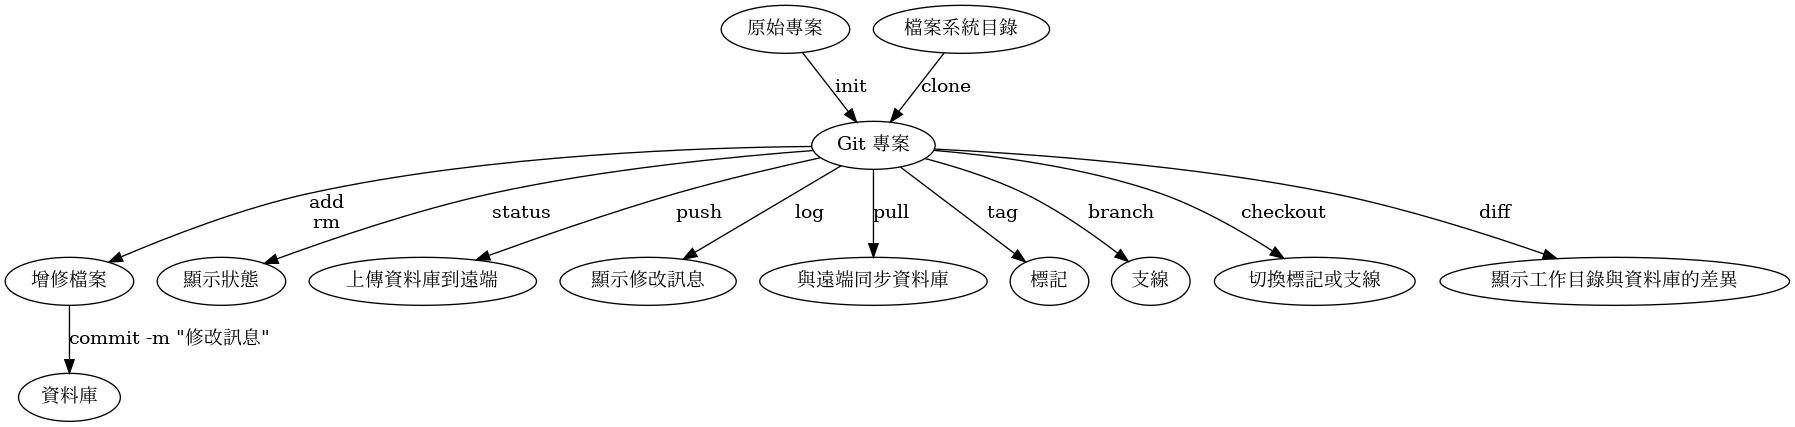 原始專案
檔案系統目錄
init
clone
Git 專案
add
rm
status
push
log
pull
tag
branch
checkout
diff
增修檔案
顯示狀態
上傳資料庫到遠端
顯示修改訊息
與遠端同步資料庫
標記
支線
切換標記或支線
顯示工作目錄與資料庫的差異
commit -m "修改訊息"
資料庫